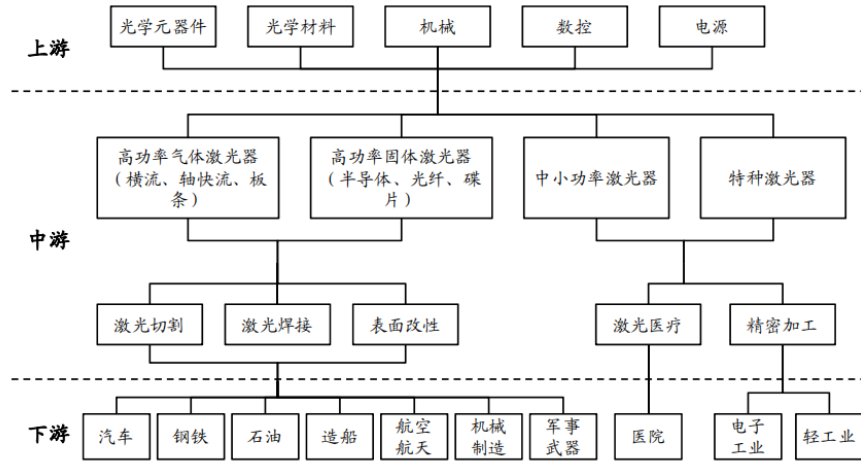 上游
光学元器件
光学材料
机械
数控
电源
中游
高功率气体激光器
（横流、轴快流、板
条）
高功率固体激光器
（半导体、光纤、碟
片）
中小功率激光器
特种激光器
激光切割
激光焊接
表面改性
激光医疗
精密加工
下游
汽车
钢铁
石油
造船
航空
航天
机械
制造
军事
武器
医院
电子
工业
轻工业